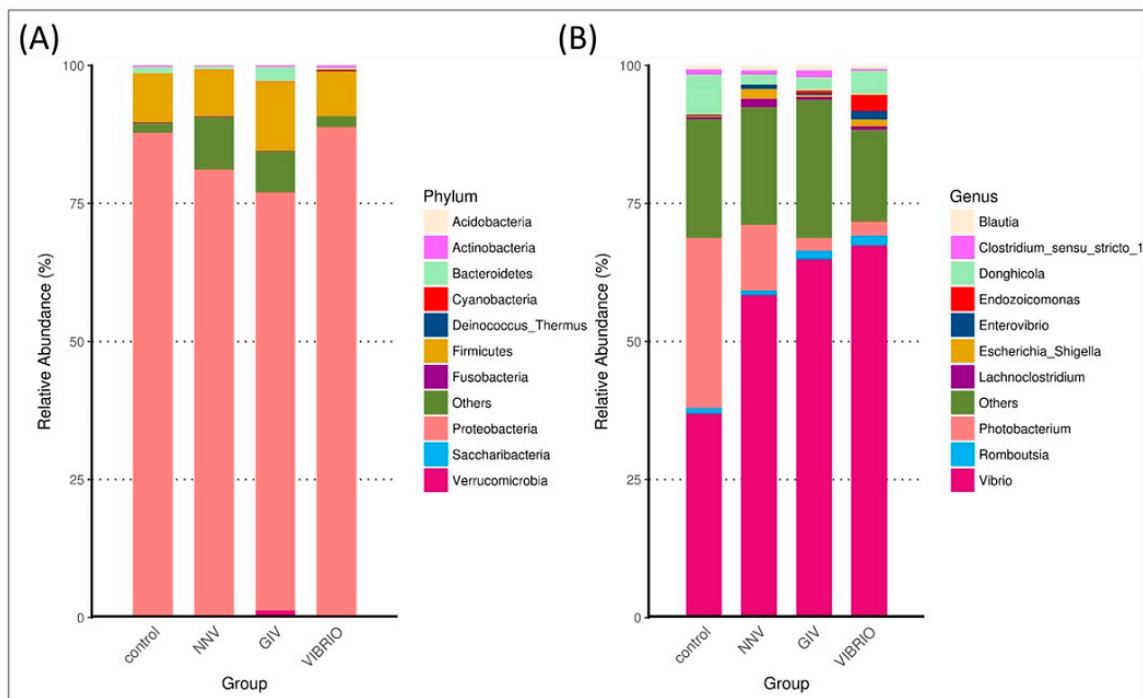 (A)
100
75
50
25
0
Relative Abundance (%)
control
NNV
GIV
VIBRIO
Group
Phylum
Acidobacteria
Actinobacteria
Bacteroidetes
Cyanobacteria
Deinococcus_Thermus
Firmicutes
Fusobacteria
Others
Proteobacteria
Saccharibacteria
Verrucomicrobia
(B)
100
75
50
25
0
Relative Abundance (%)
control
NNV
GIV
VIBRIO
Group
Genus
Blautia
Clostridium_sensu_stricto_1
Donghicola
Endozoicomonas
Enterovibrio
Escherichia_Shigella
Lachnoclostridium
Others
Photobacterium
Romboutsia
Vibrio